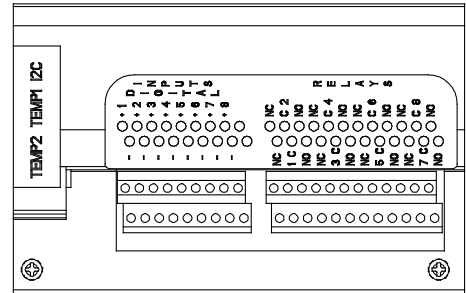 TEMP2 TEMP1 I2C
DIGITAL
INPUTS
+1 +2 +3 +4 +5 +6 +7 +8
- - - - - - - -
RELAYS
NC C2 NO NC C4 NO NC C6 NO NC C8 NO
NC 1C NO NC 3C NO NC 5C NO NC 7C NO